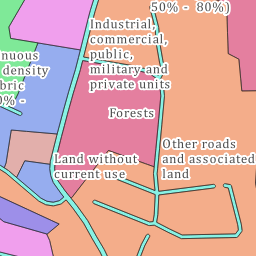 50% - 80%)
Industrial,
commercial,
public,
military and
private units
nuous
density
bric
0% -
Forests
Other roads
and associated
land
Land without
current use